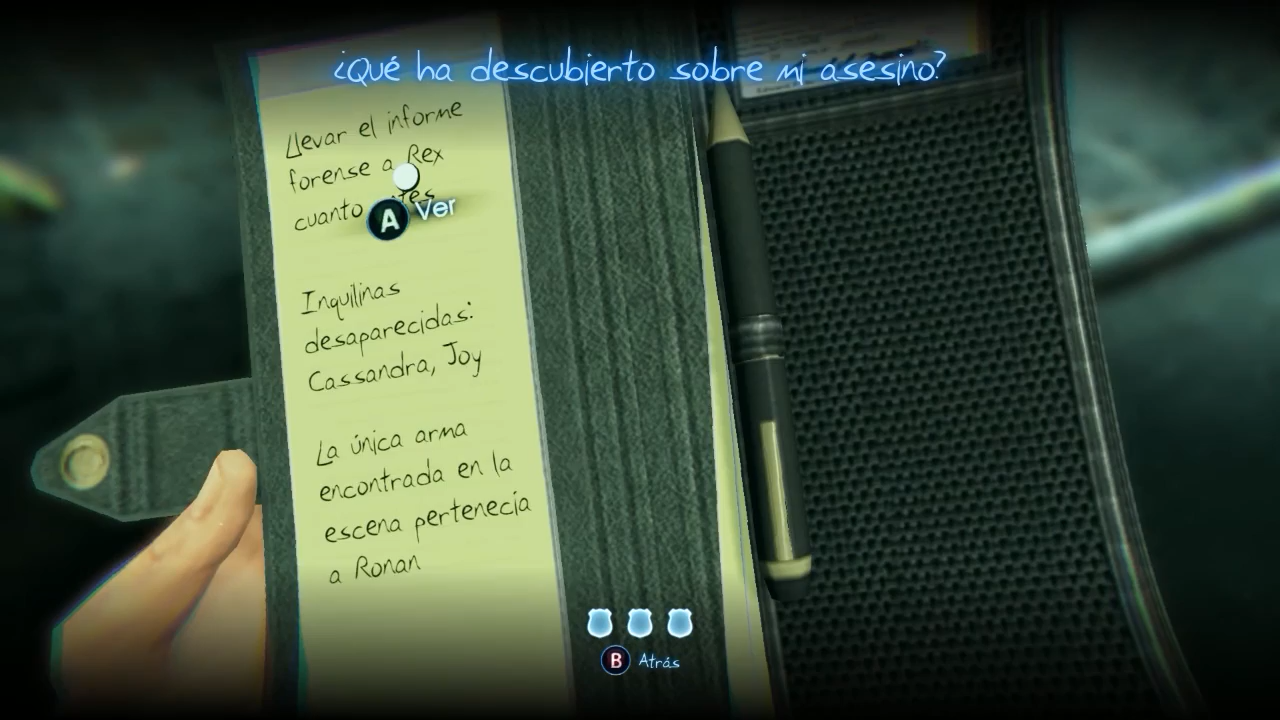 ¿Qué ha descubierto sobre mi asesino?
Llevar el informe
forense a Rex
cuanto
A Ver
Inquilinas
desaparecidas:
Cassandra, Joy
La única arma
encontrada en la
escena pertenecía
a Ronan
B Atrás